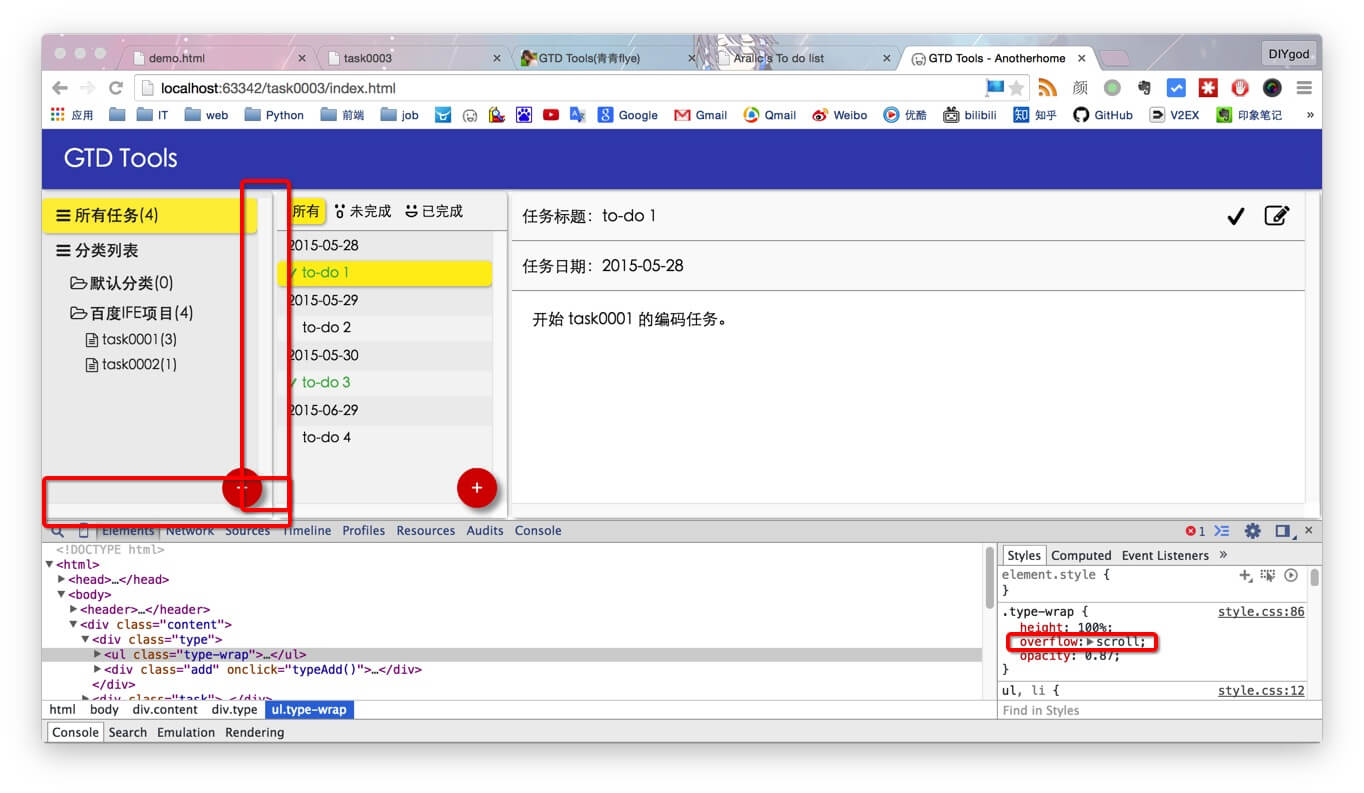 demo.html task0003 GTD Tools(青青flye) Aralic's To do list GTD Tools - Anotherhome DIYgod
localhost:63342/task0003/index.html 颜
应用 IT web Python 前端 job Google Gmail Qmail Weibo 优酷 bilibili 知 知乎 GitHub V2EX 印象笔记 »
GTD Tools
所有任务(4)
分类列表
默认分类(0)
百度IFE项目(4)
task0001(3)
task0002(1)
所有 未完成 已完成
2015-05-28
to-do 1
2015-05-29
to-do 2
2015-05-30
to-do 3
2015-06-29
to-do 4
+
任务标题：to-do 1
任务日期：2015-05-28
开始 task0001 的编码任务。
Elements Network Sources Timeline Profiles Resources Audits Console 1
<!DOCTYPE html>
<html>
<head>…</head>
<body>
<header>…</header>
<div class="content">
<div class="type">
<ul class="type-wrap">…</ul>
<div class="add" onclick="typeAdd()">…</div>
</div>
<div class="task">…</div>
html body div.content div.type ul.type-wrap
Styles Computed Event Listeners »
element.style {
}
.type-wrap { style.css:86
height: 100%;
overflow: scroll;
opacity: 0.87;
}
ul, li { style.css:12
Find in Styles
Console Search Emulation Rendering